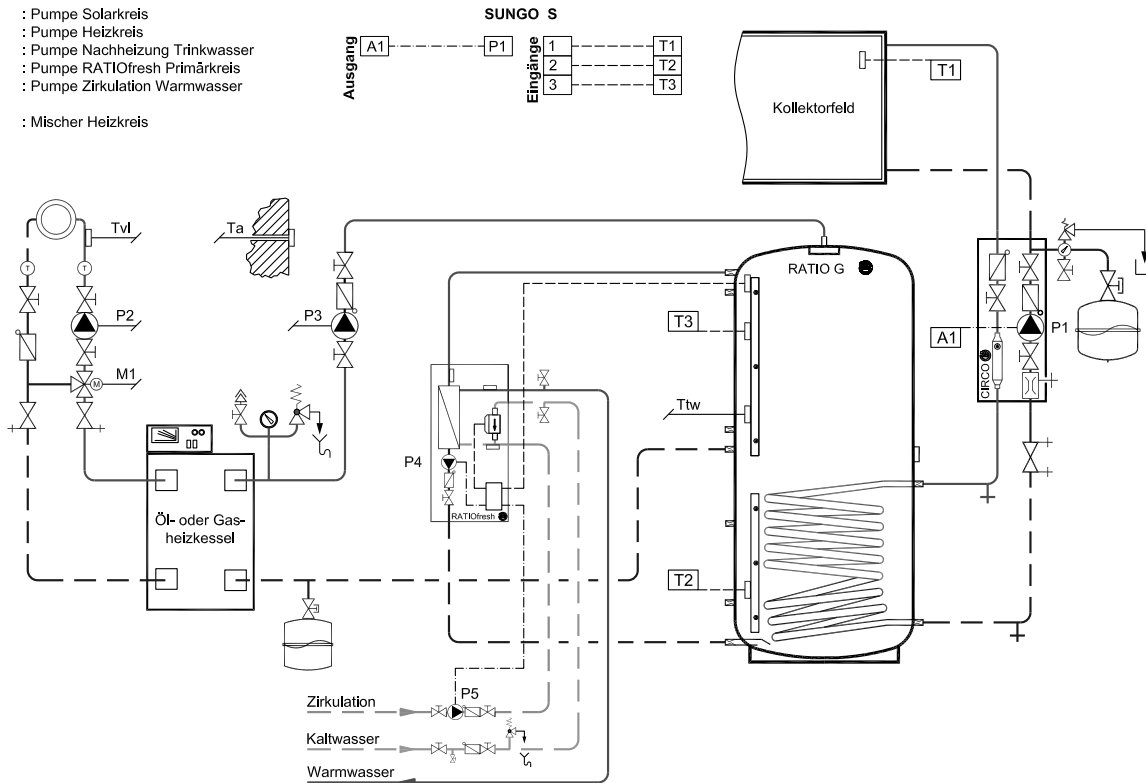 : Pumpe Solarkreis
: Pumpe Heizkreis
: Pumpe Nachheizung Trinkwasser
: Pumpe RATIOfresh Primärkreis
: Pumpe Zirkulation Warmwasser
: Mischer Heizkreis
SUNGO S
Ausgang
A1
P1
Eingänge
1
T1
2
T2
3
T3
Kollektorfeld
T1
Tvl
Ta
T
T
P2
P3
M1
M
RATIO G
T3
A1
P1
CIRCO
Ttw
P4
RATIOfresh
Öl- oder Gas-
heizkessel
T2
P5
Zirkulation
Kaltwasser
Warmwasser